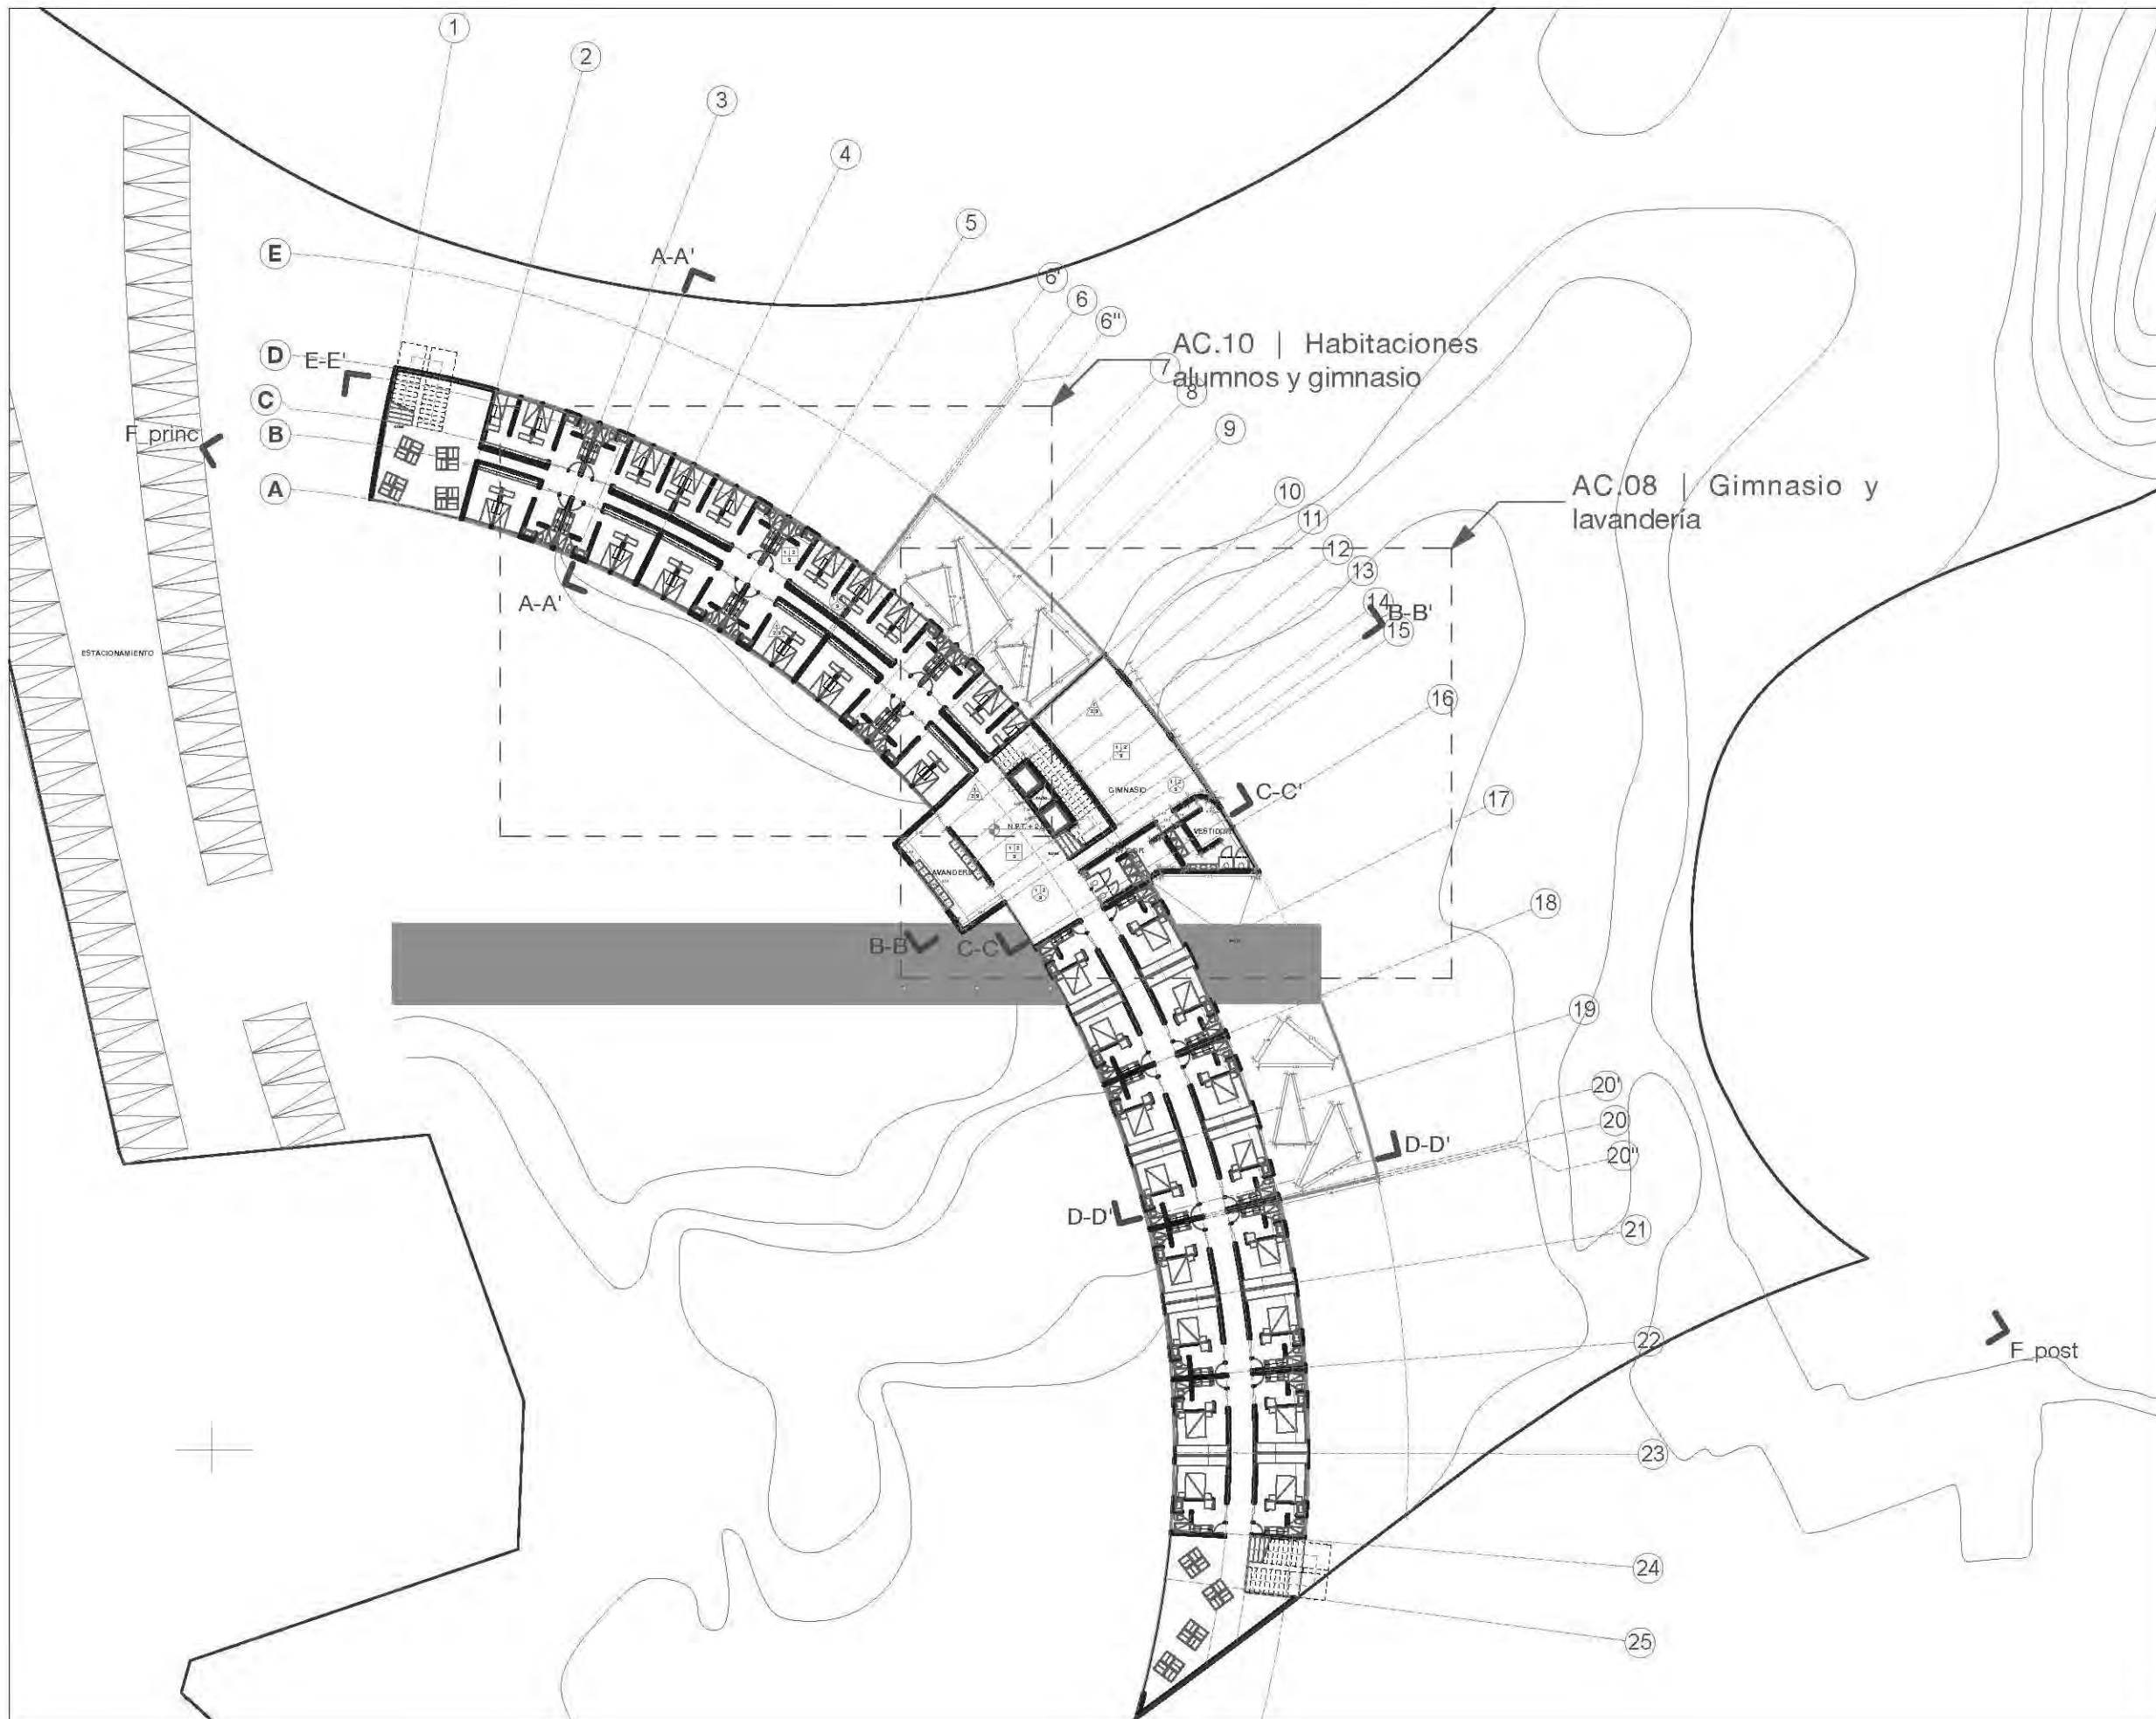 1
2
3
4
5
E
A-A'
6'
6
6"
AC.10 | Habitaciones
alumnos y gimnasio
7
8
D
E-E'
C
F_princ
B
A
9
AC.08 | Gimnasio y
lavandería
10
11
12
13
14
B-B'
15
A-A'
ESTACIONAMIENTO
16
GIMNASIO
C-C'
17
VESTIDOR
18
B-B'
C-C'
19
20'
20
20"
D-D'
D-D'
21
22
F_post
23
24
25